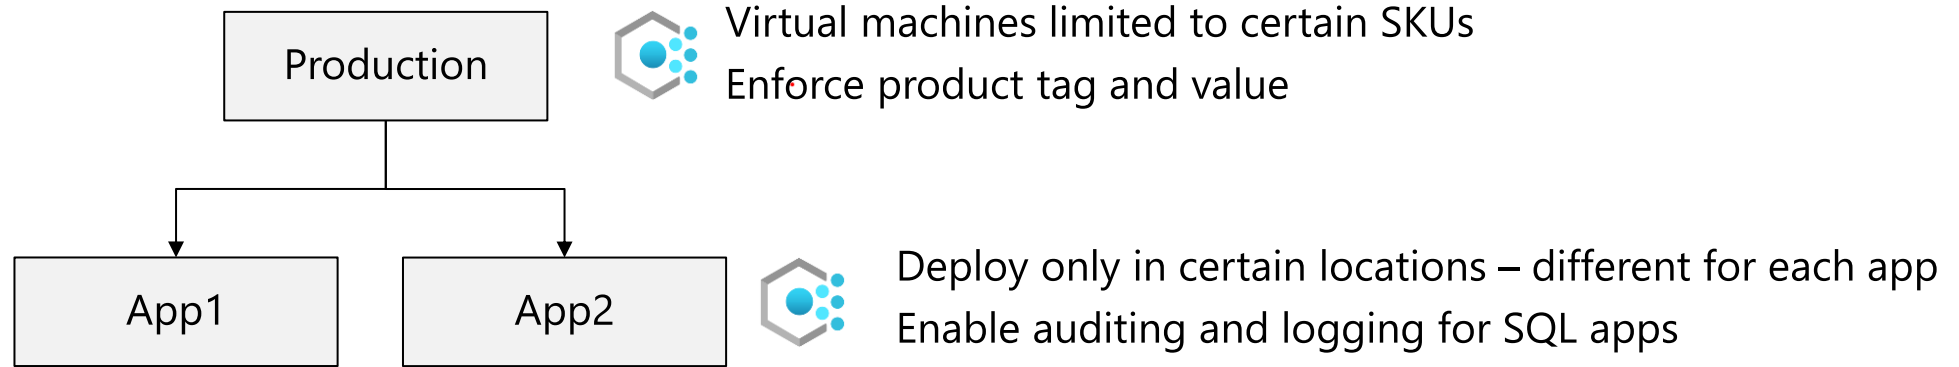 Production
Virtual machines limited to certain SKUs
Enforce product tag and value
App1
App2
Deploy only in certain locations – different for each app
Enable auditing and logging for SQL apps